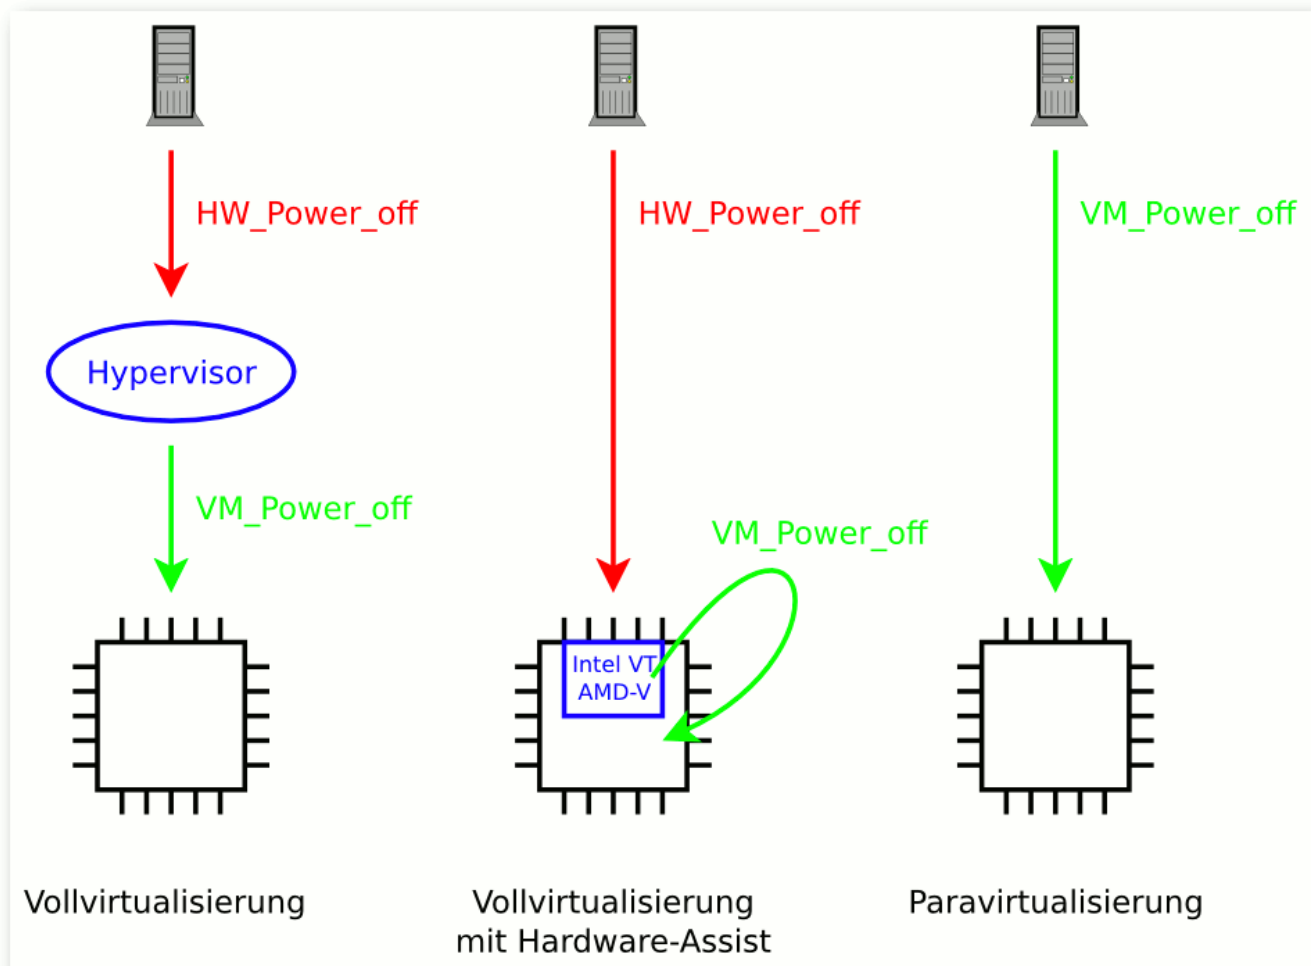 HW_Power_off
HW_Power_off
VM_Power_off
Hypervisor
VM_Power_off
VM_Power_off
Intel VT
AMD-V
Vollvirtualisierung
Vollvirtualisierung
mit Hardware-Assist
Paravirtualisierung